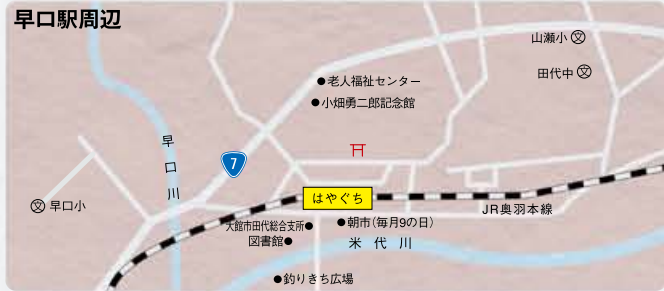 早口駅周辺
山瀬小
田代中
老人福祉センター
小畑勇二郎記念館
早口川
7
早口小
はやぐち
JR奥羽本線
大館市田代総合支所
朝市(毎月9の日)
図書館
米代川
釣りきち広場